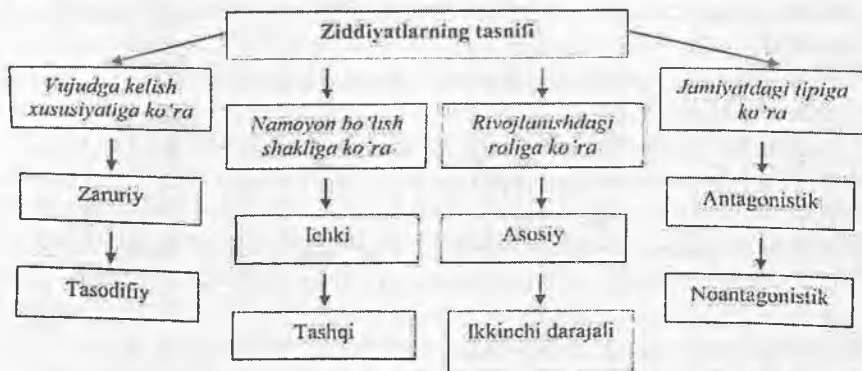 Ziddiyatlarning tasnifi
Vujudga kelish
xususiyatiga ko'ra
Namoyon bo'lish
shakliga ko'ra
Rivojlanishdagi
roliga ko'ra
Jamiyatdagi tipiga
ko'ra
Zaruriy
Ichki
Asosiy
Antagonistik
Tasodifiy
Tashqi
Ikkinchi darajali
Noantagonistik